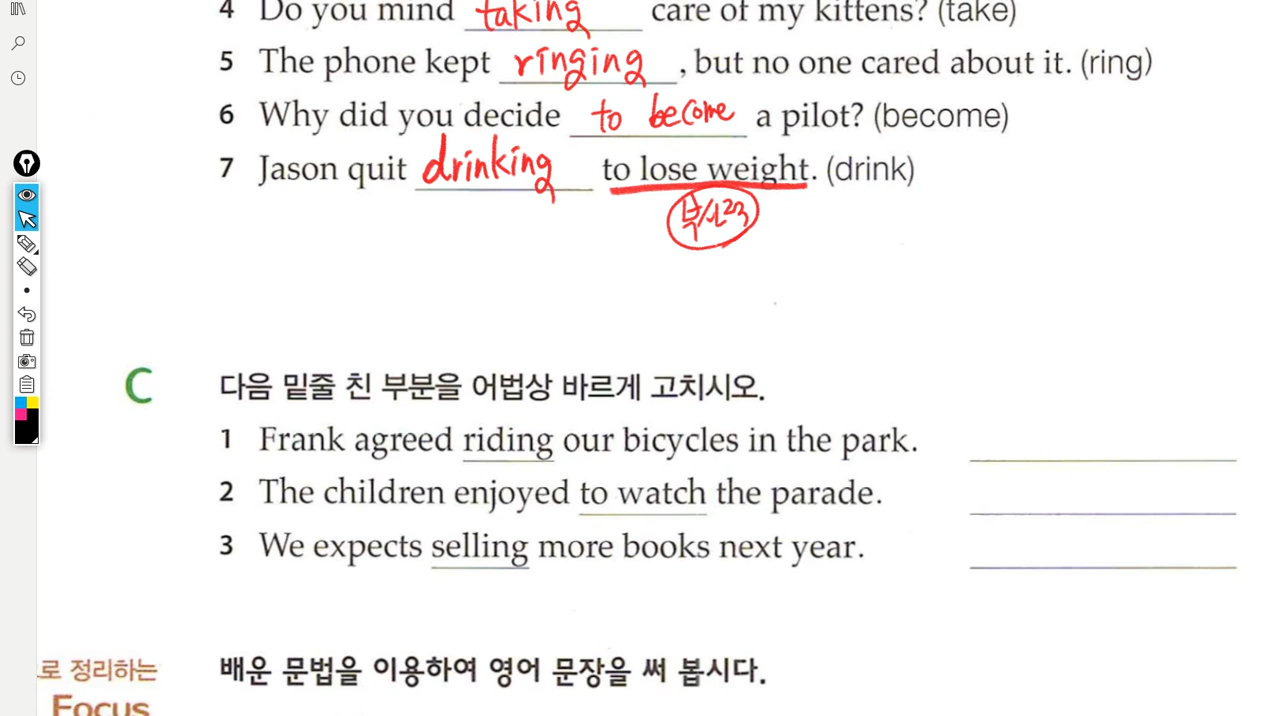 4 Do you mind taking care of my kittens? (take)
5 The phone kept ringing, but no one cared about it. (ring)
6 Why did you decide to become a pilot? (become)
7 Jason quit drinking to lose weight. (drink)
C 다음 밑줄 친 부분을 어법상 바르게 고치시오.
1 Frank agreed riding our bicycles in the park.
2 The children enjoyed to watch the parade.
3 We expects selling more books next year.
로 정리하는 배운 문법을 이용하여 영어 문장을 써 봅시다.
Focus